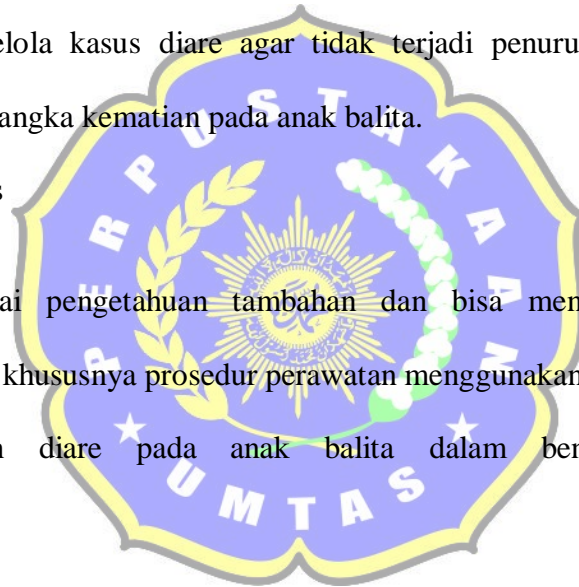 elola kasus diare agar tidak terjadi penuru
angka kematian pada anak balita.
s
ai pengetahuan tambahan dan bisa men
khususnya prosedur perawatan menggunakan
n diare pada anak balita dalam ber
PERPUSTAKAAN
UMTAS